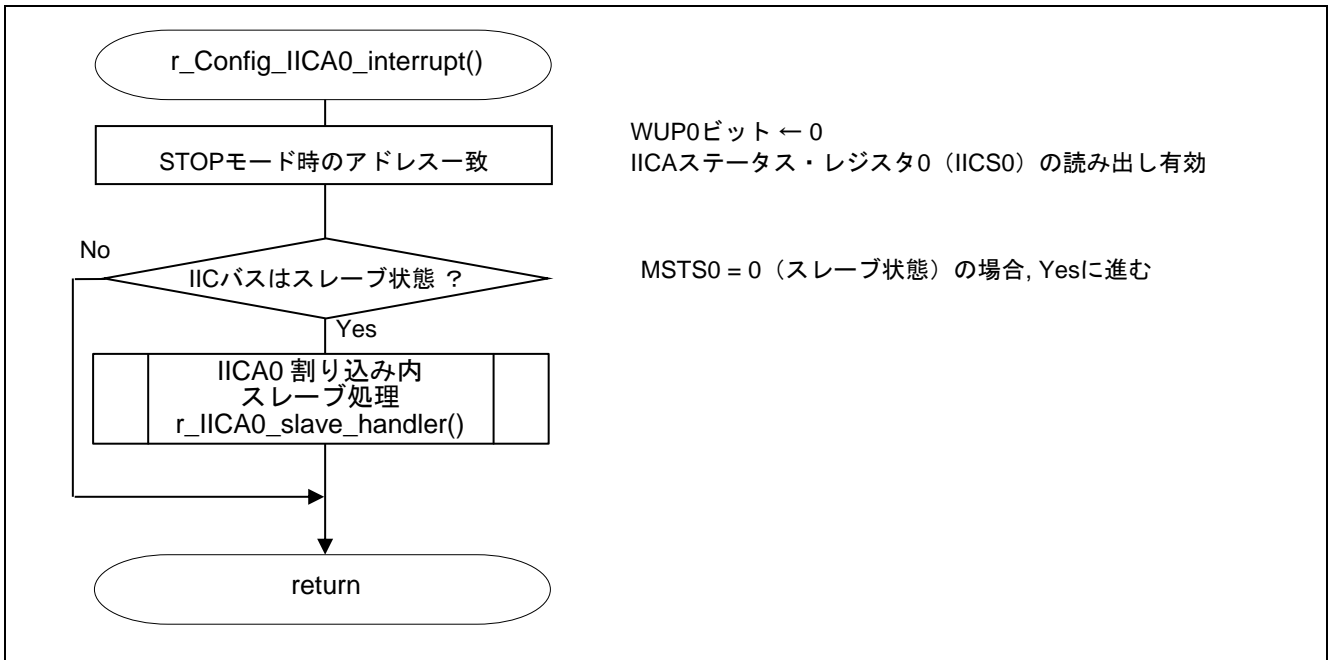 r_Config_IICA0_interrupt()
WUP0ビット ← 0
STOPモード時のアドレス一致
IICAステータス・レジスタ0（IICS0）の読み出し有効
No
IICバスはスレーブ状態 ？
MSTS0 = 0（スレーブ状態）の場合, Yesに進む
Yes
IICA0 割り込み内
スレーブ処理
r_IICA0_slave_handler()
return